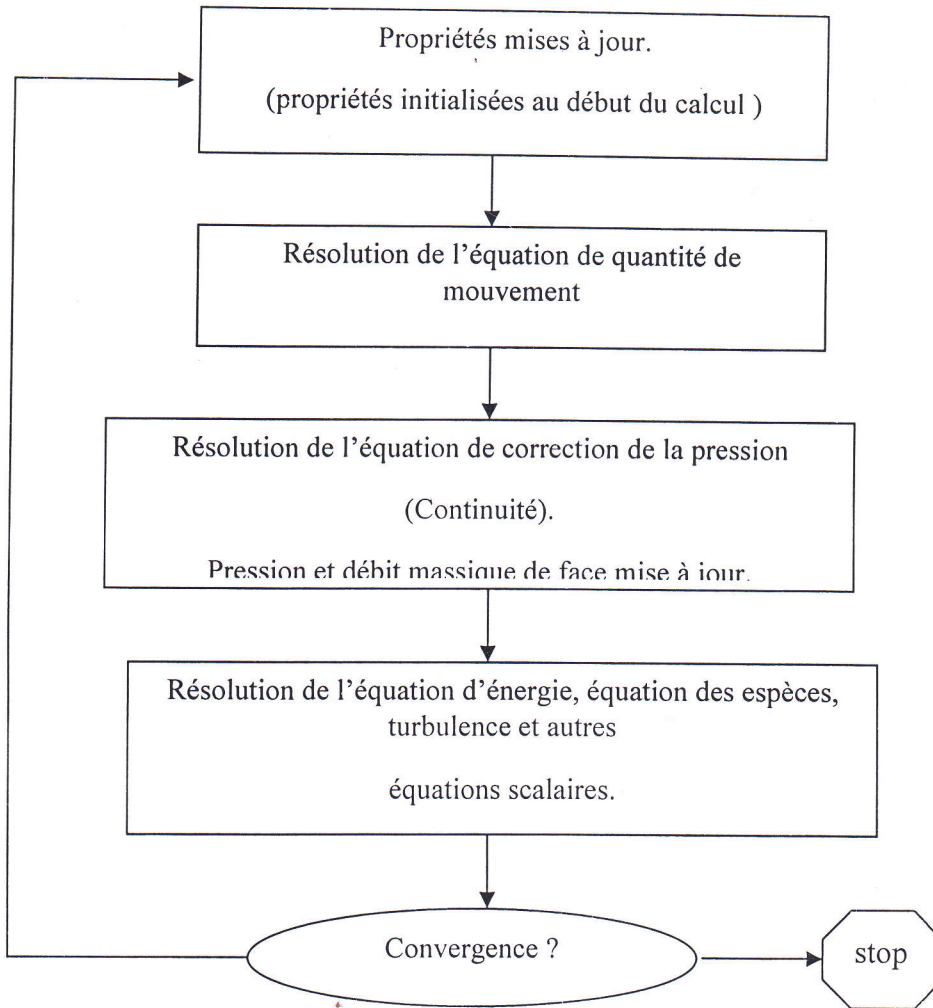 Propriétés mises à jour.
(propriétés initialisées au début du calcul )
Résolution de l'équation de quantité de
mouvement
Résolution de l'équation de correction de la pression
(Continuité).
Pression et débit massique de face mise à jour.
Résolution de l'équation d'énergie, équation des espèces,
turbulence et autres
équations scalaires.
Convergence ?
stop